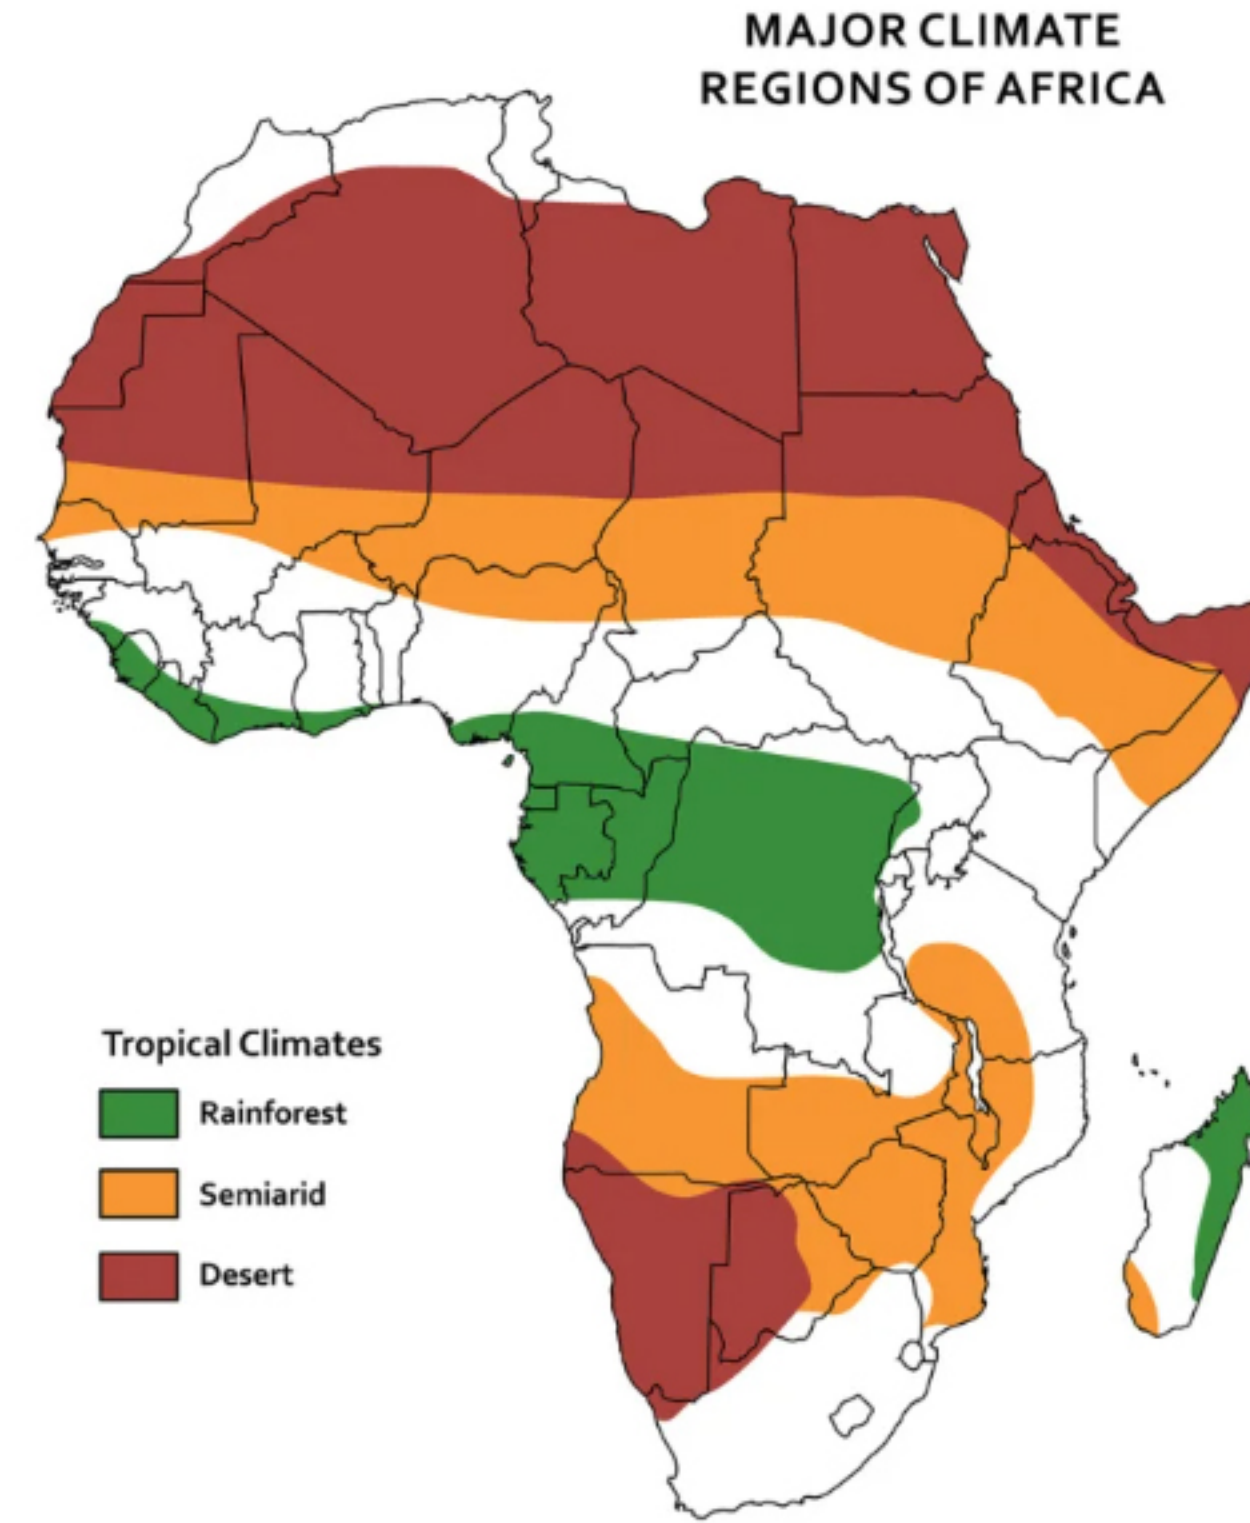 MAJOR CLIMATE
REGIONS OF AFRICA
Tropical Climates
Rainforest
Semiarid
Desert